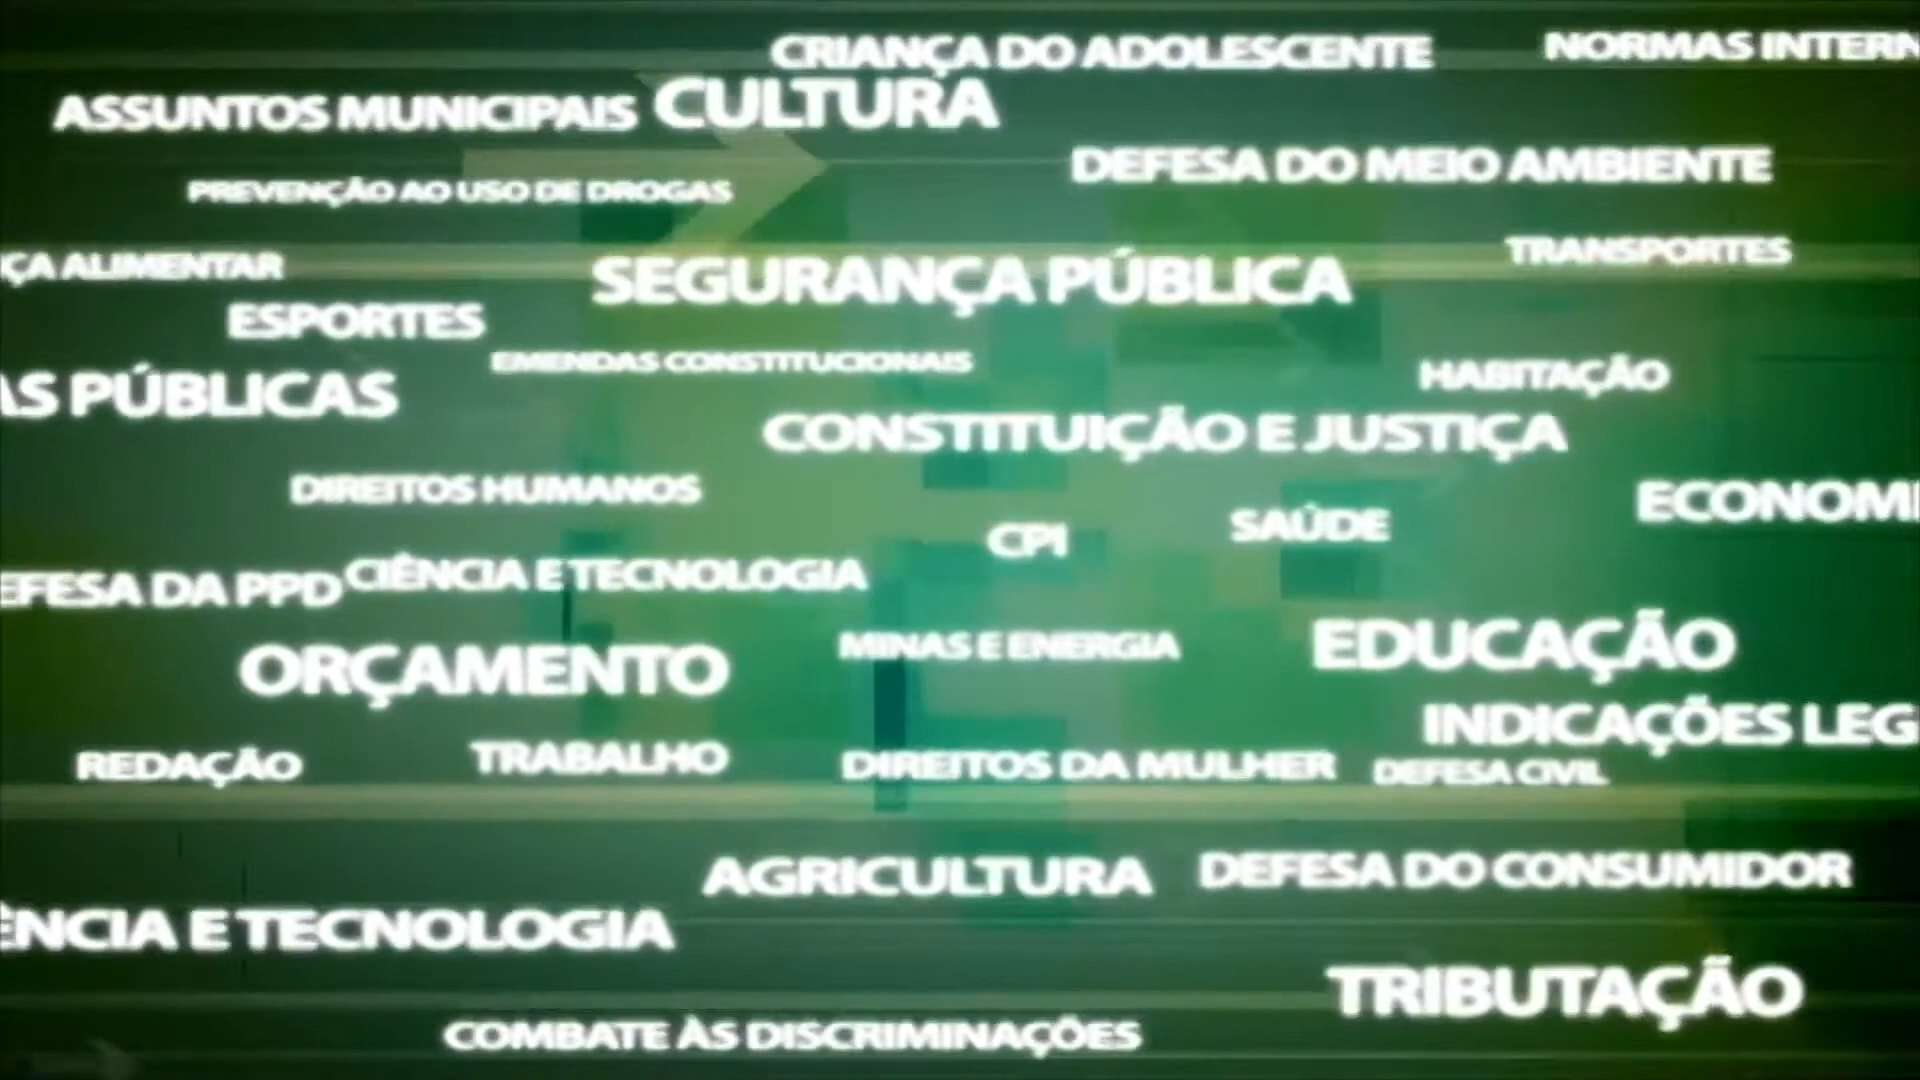 CRIANÇA DO ADOLESCENTE
NORMAS INTERN
ASSUNTOS MUNICIPAIS
CULTURA
DEFESA DO MEIO AMBIENTE
PREVENÇÃO AO USO DE DROGAS
TRANSPORTES
ÇA ALIMENTAR
SEGURANÇA PÚBLICA
ESPORTES
EMENDAS CONSTITUCIONAIS
HABITAÇÃO
AS PÚBLICAS
CONSTITUIÇÃO E JUSTIÇA
DIREITOS HUMANOS
ECONOMI
SAÚDE
CPI
EFESA DA PPD
CIÊNCIA E TECNOLOGIA
MINAS E ENERGIA
EDUCAÇÃO
ORÇAMENTO
INDICAÇÕES LEG
REDAÇÃO
TRABALHO
DIREITOS DA MULHER
DEFESA CIVIL
AGRICULTURA
DEFESA DO CONSUMIDOR
ÊNCIA E TECNOLOGIA
TRIBUTAÇÃO
COMBATE ÀS DISCRIMINAÇÕES